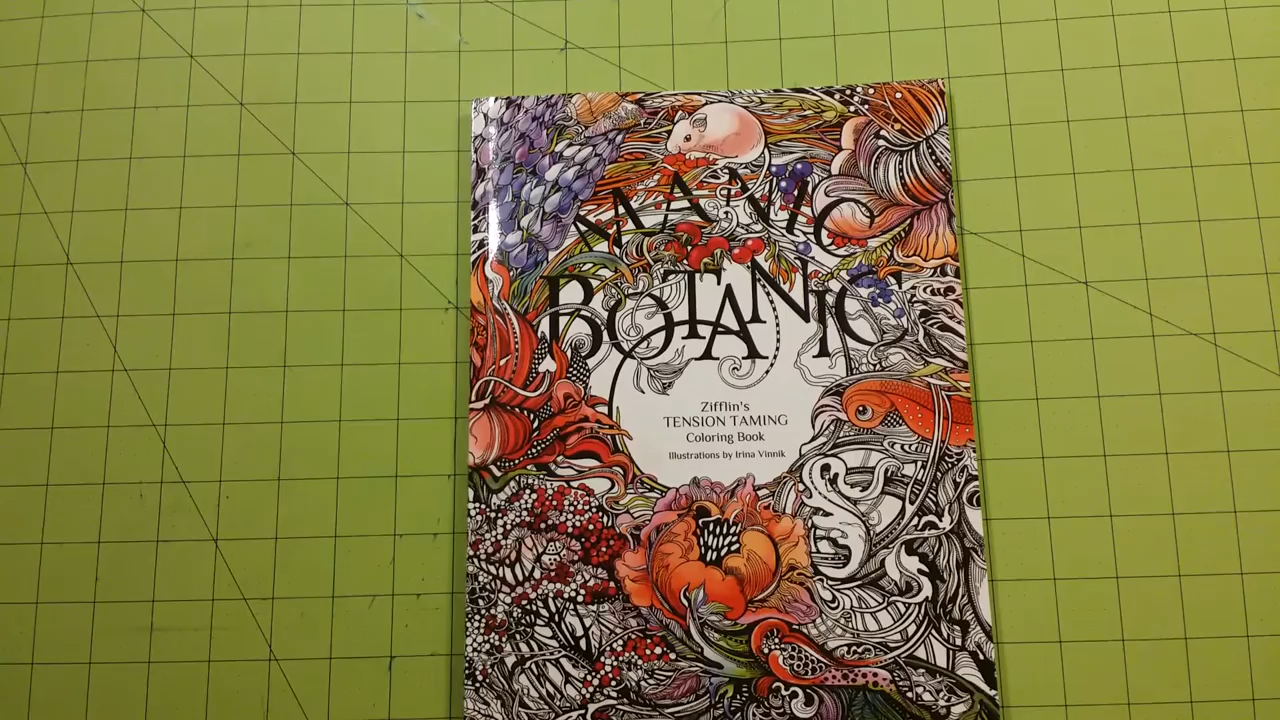 MANIC
BOTANIC
Zifflin's
TENSION TAMING
Coloring Book
Illustrations by Irina Vinnik